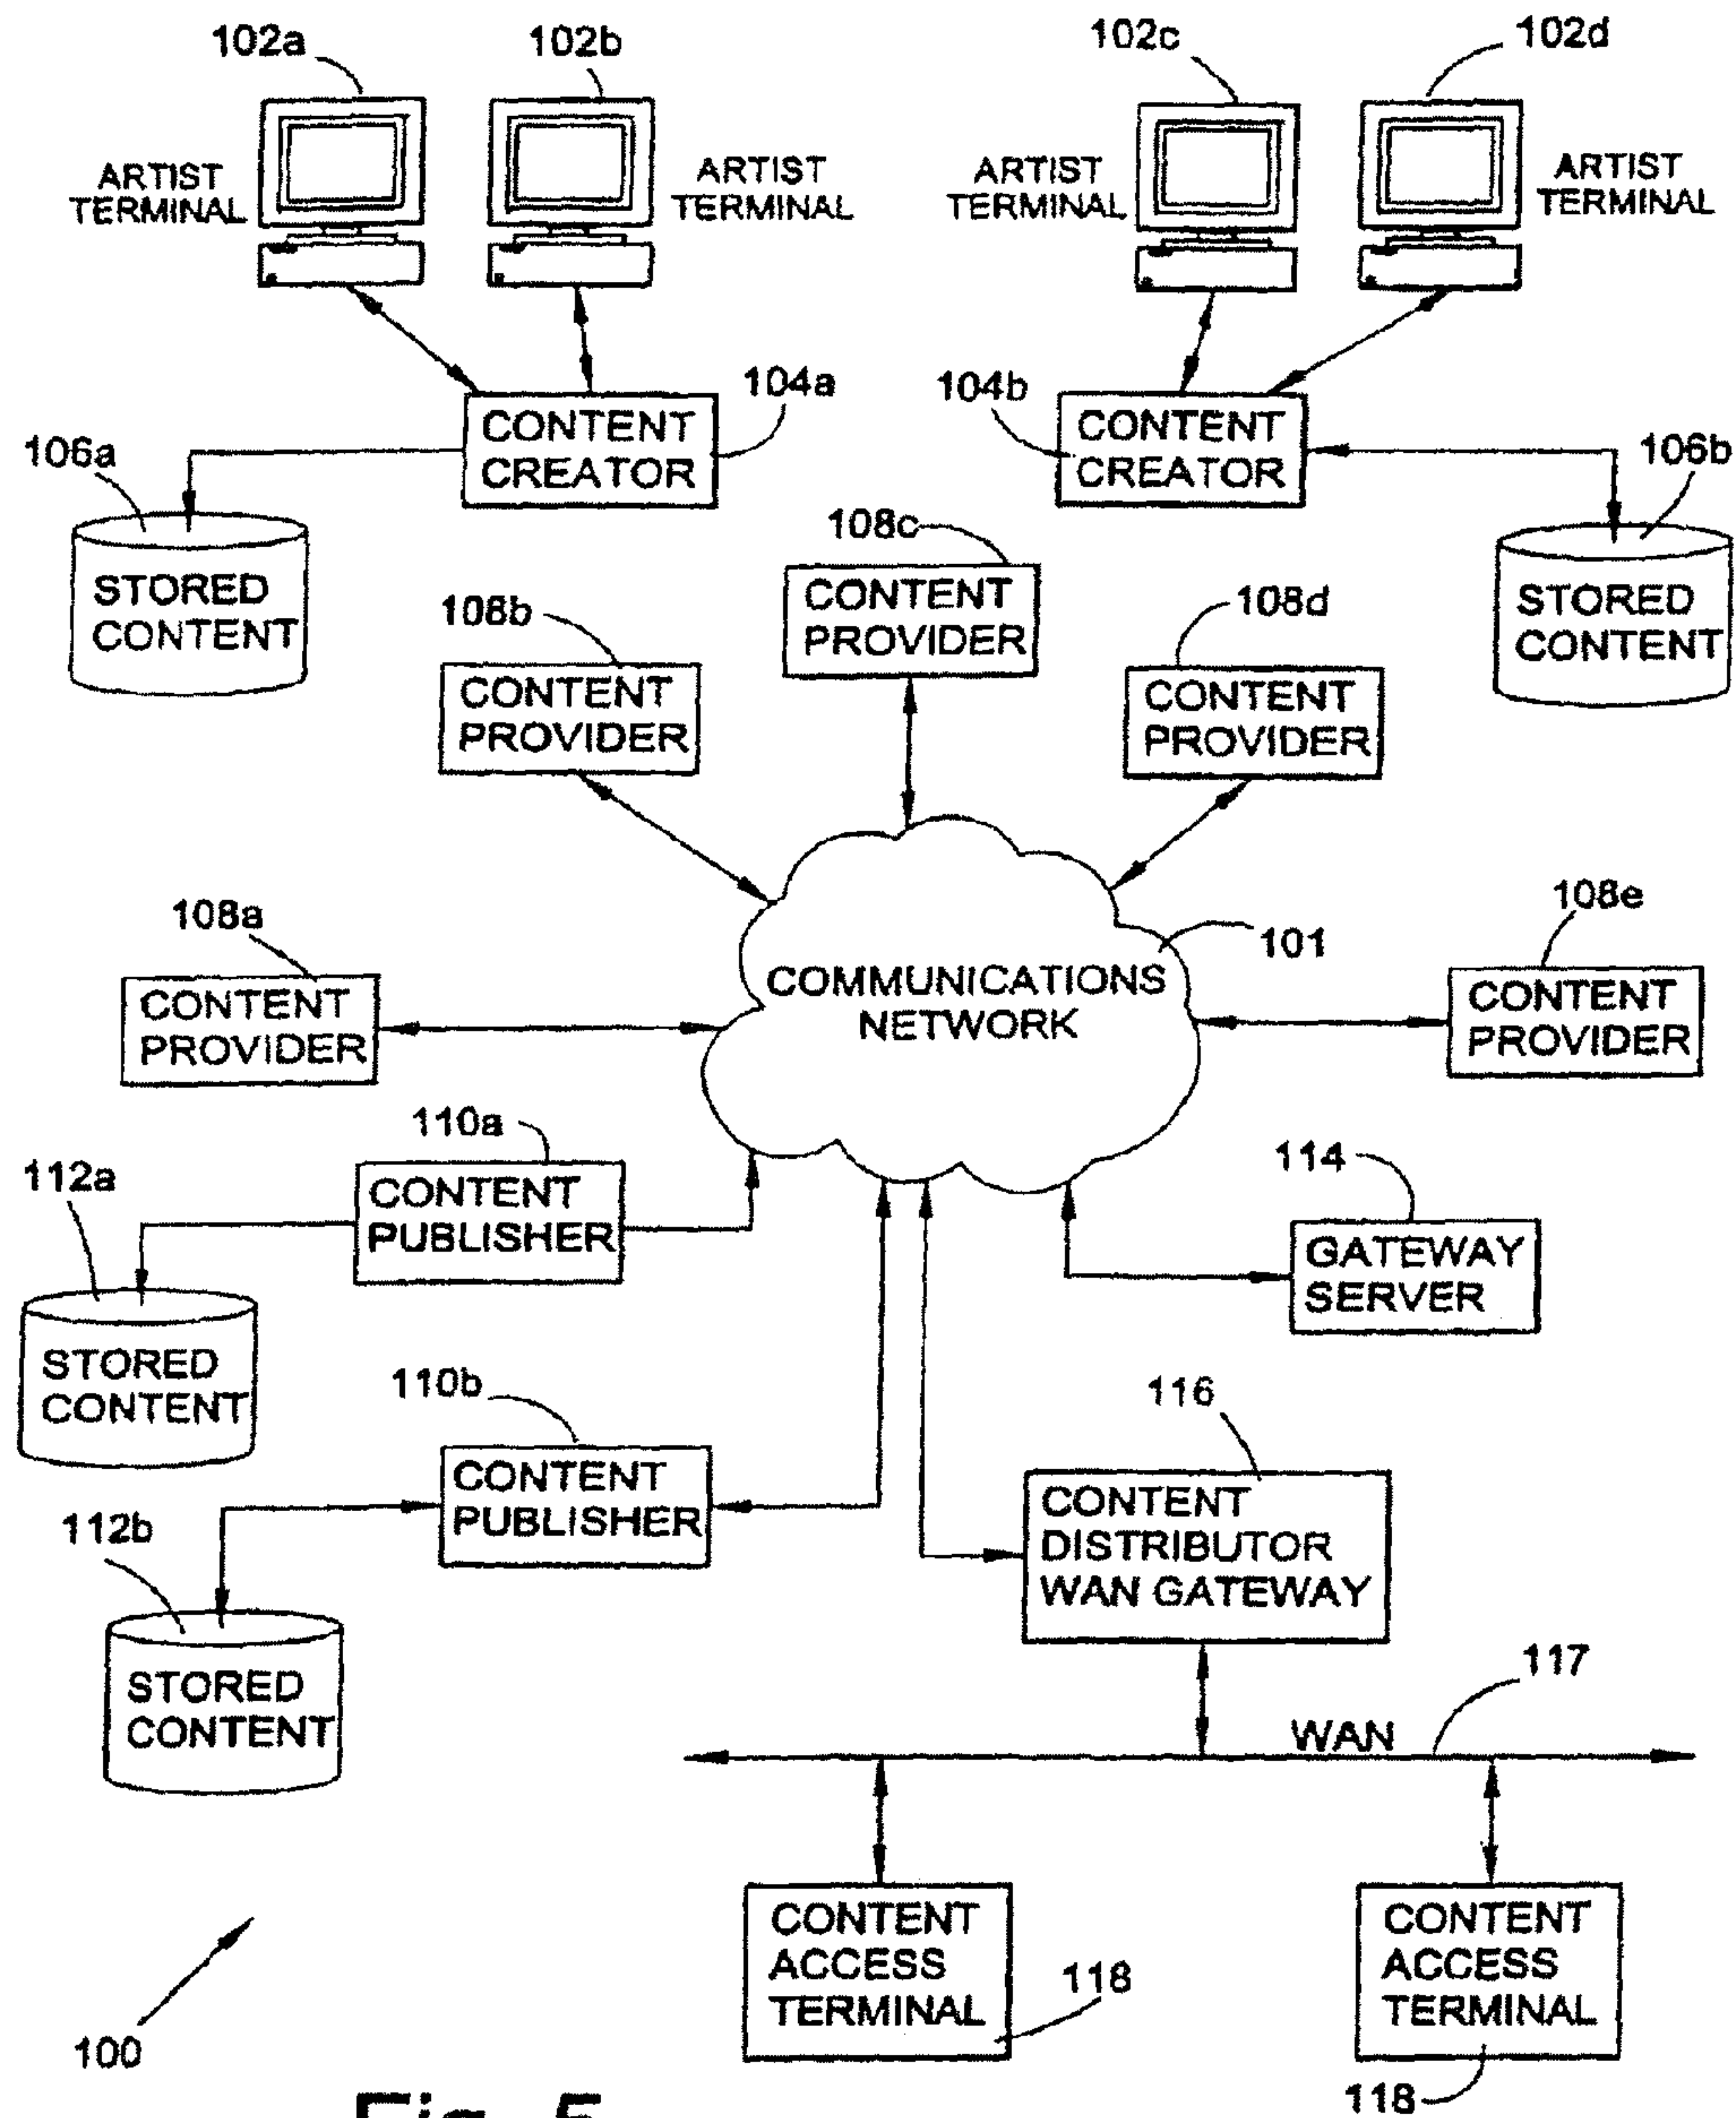 102a
102b
102c
102d
ARTIST
TERMINAL
ARTIST
TERMINAL
ARTIST
TERMINAL
ARTIST
TERMINAL
104a
104b
CONTENT
CREATOR
CONTENT
CREATOR
106a
106b
STORED
CONTENT
STORED
CONTENT
108c
CONTENT
PROVIDER
108b
CONTENT
PROVIDER
108d
CONTENT
PROVIDER
108a
CONTENT
PROVIDER
101
COMMUNICATIONS
NETWORK
108e
CONTENT
PROVIDER
110a
CONTENT
PUBLISHER
112a
STORED
CONTENT
114
GATEWAY
SERVER
110b
CONTENT
PUBLISHER
112b
STORED
CONTENT
116
CONTENT
DISTRIBUTOR
WAN GATEWAY
117
WAN
CONTENT
ACCESS
TERMINAL
118
CONTENT
ACCESS
TERMINAL
118
100
Fig. 5